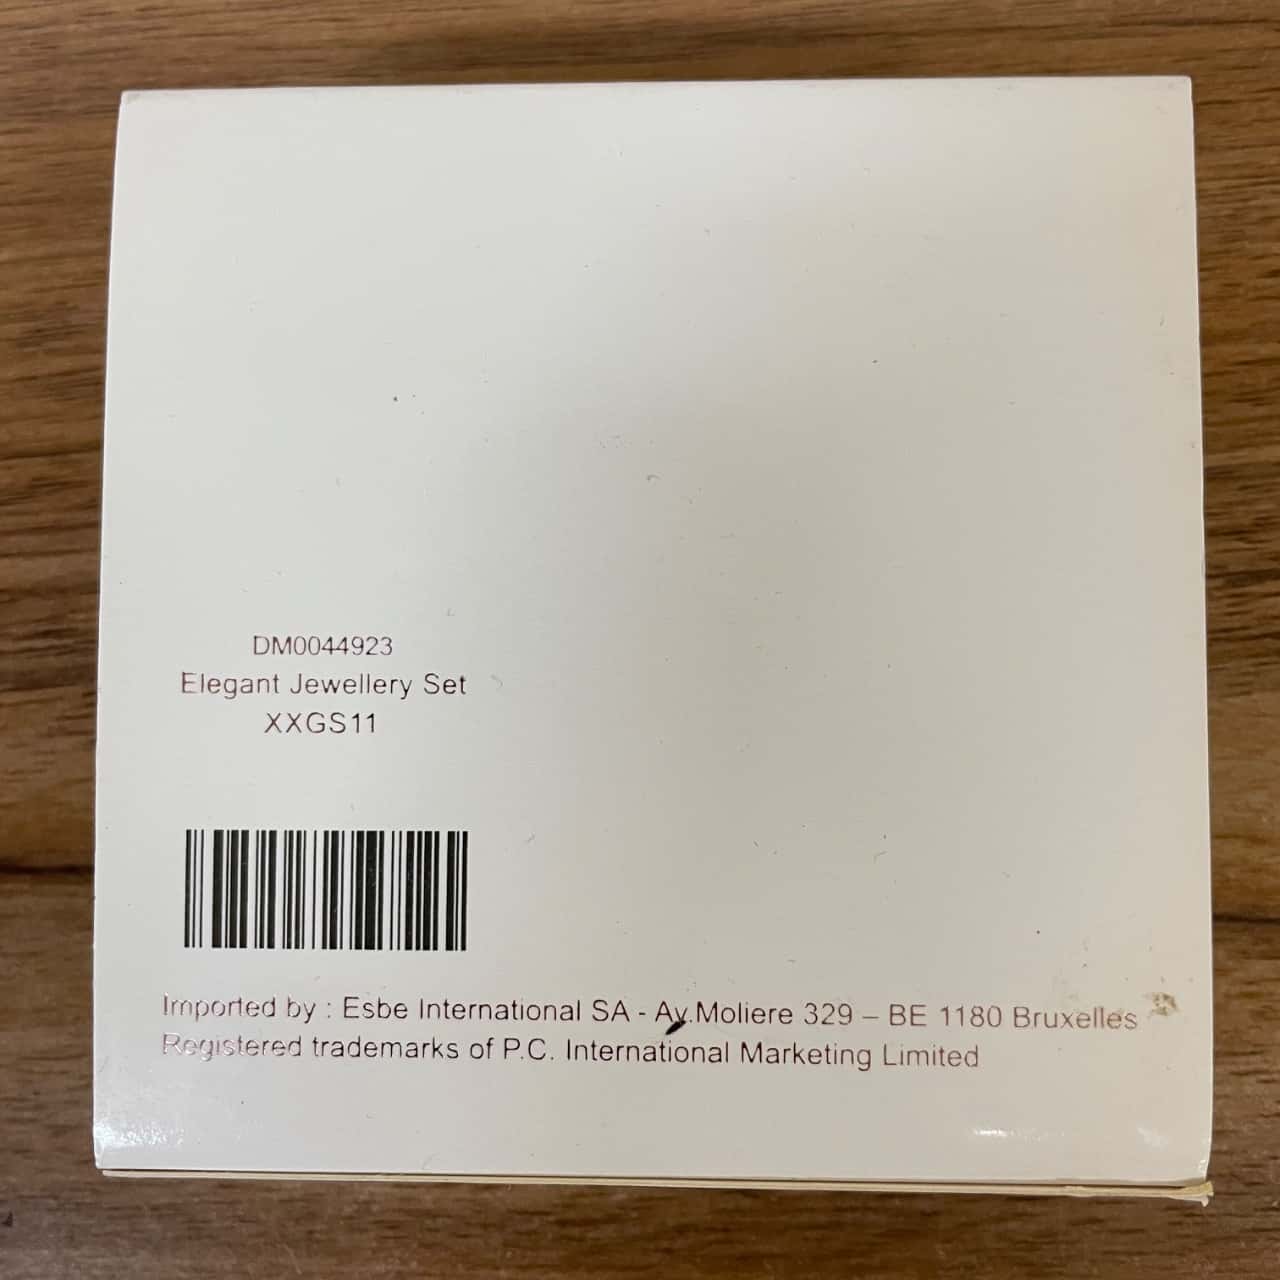 DM0044923
Elegant Jewellery Set
XXGS11
Imported by : Esbe International SA - Av.Moliere 329 – BE 1180 Bruxelles
Registered trademarks of P.C. International Marketing Limited